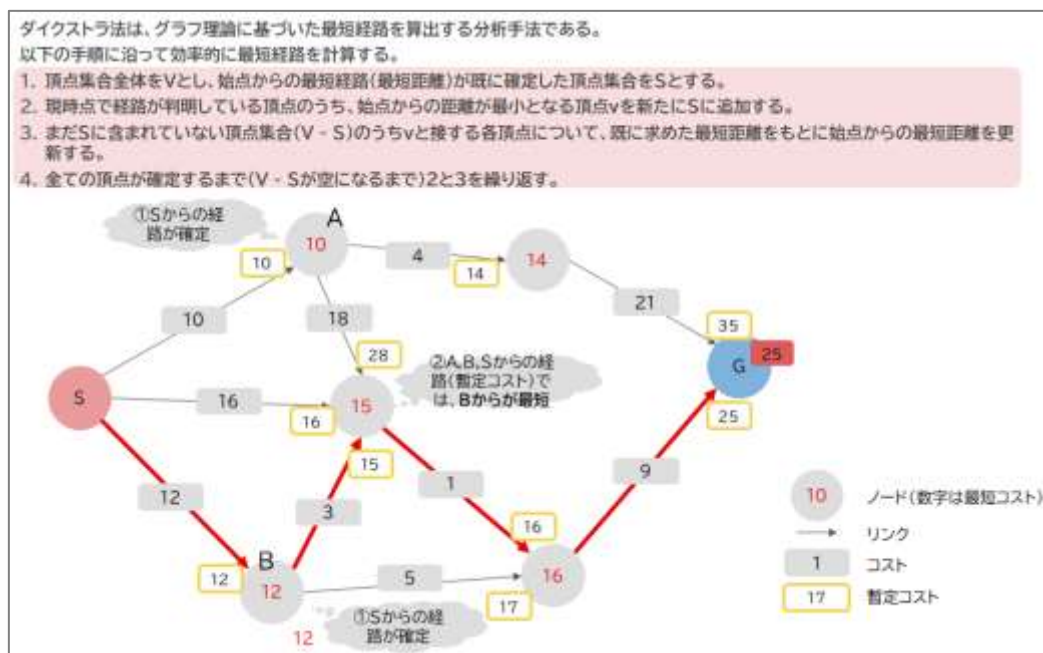 ダイクストラ法は、グラフ理論に基づいた最短経路を算出する分析手法である。
以下の手順に沿って効率的に最短経路を計算する。
1. 頂点集合全体をVとし、始点からの最短経路(最短距離)が既に確定した頂点集合をSとする。
2. 現時点で経路が判明している頂点のうち、始点からの距離が最小となる頂点vを新たにSに追加する。
3. まだSに含まれていない頂点集合(V - S)のうちvと接する各頂点について、既に求めた最短距離をもとに始点からの最短距離を更
新する。
4. 全ての頂点が確定するまで(V - Sが空になるまで)2と3を繰り返す。
①Sからの経
路が確定
A
10
10
4
14
14
10
18
21
35
28
②A,B,Sからの経
路(暫定コスト)で
は、Bからが最短
G
25
25
S
16
16
15
15
12
3
1
9
16
B
12
12
5
16
17
12
①Sからの経
路が確定
10
ノード(数字は最短コスト)
リンク
1
コスト
17
暫定コスト